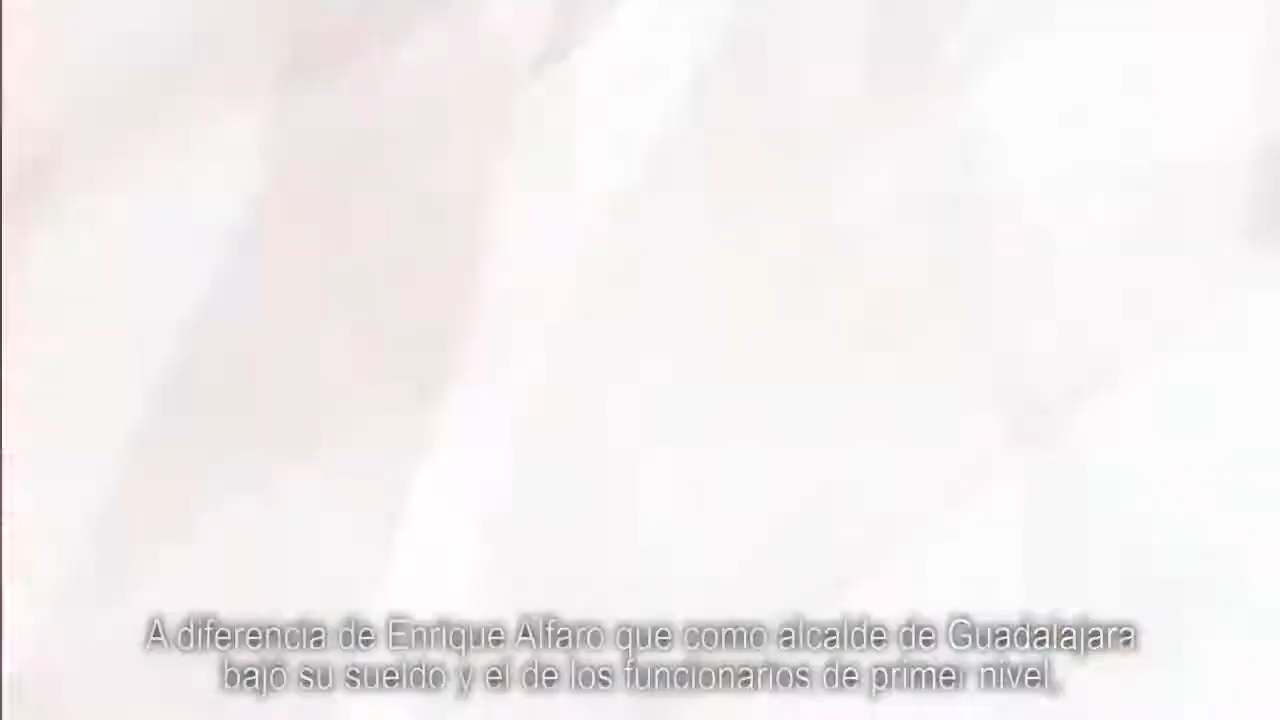 A diferencia de Enrique Alfaro que como alcalde de Guadalajara
bajo su sueldo y el de los funcionarios de primer nivel,